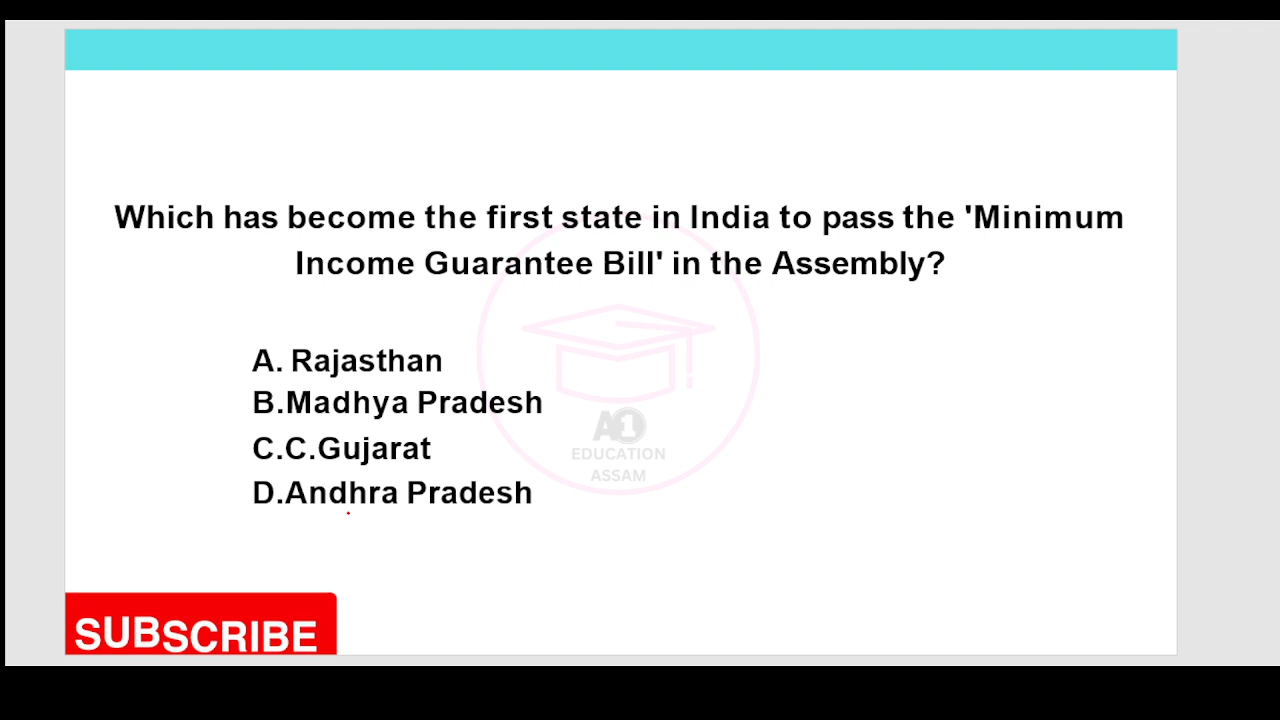 Which has become the first state in India to pass the 'Minimum
Income Guarantee Bill' in the Assembly?
A. Rajasthan
B.Madhya Pradesh
C.C.Gujarat
D.Andhra Pradesh
A1
EDUCATION
ASSAM
SUBSCRIBE